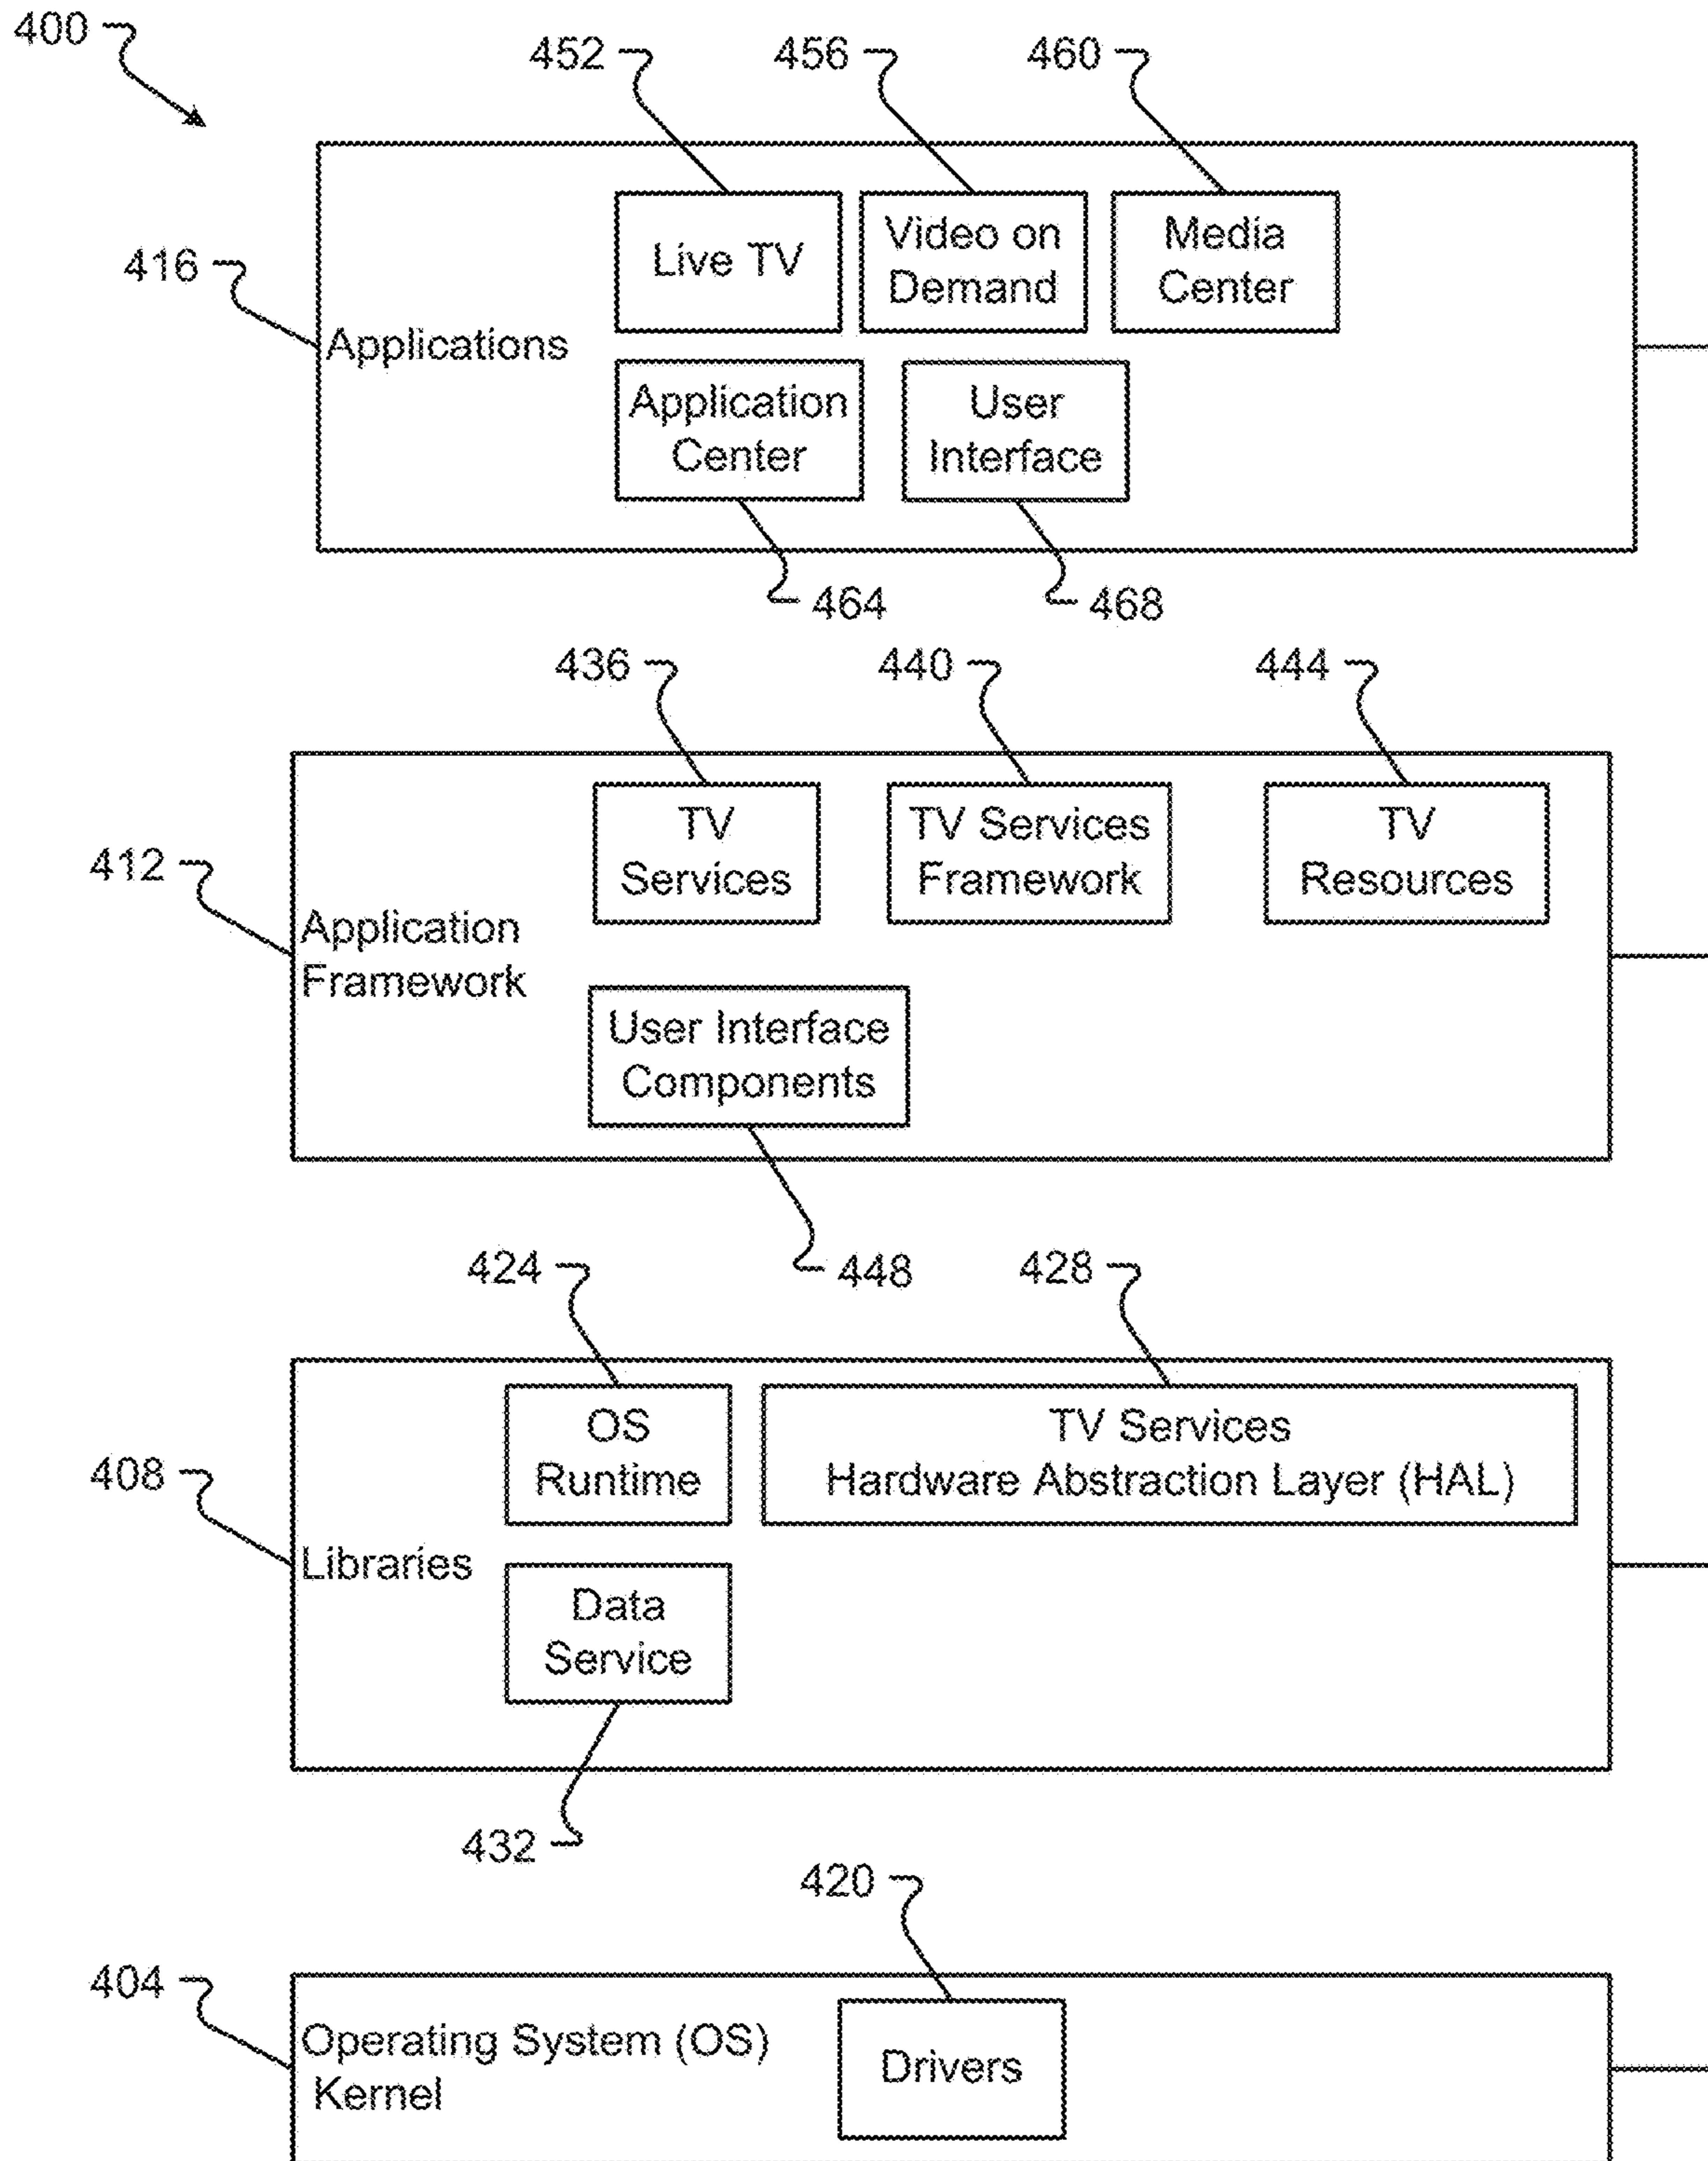 400
452
456
460
416
Applications
Live TV
Video on
Demand
Media
Center
Application
Center
User
Interface
464
468
436
440
444
412
Application
Framework
TV
Services
TV Services
Framework
TV
Resources
User Interface
Components
448
424
428
408
Libraries
OS
Runtime
TV Services
Hardware Abstraction Layer (HAL)
Data
Service
432
420
404
Operating System (OS)
Kernel
Drivers